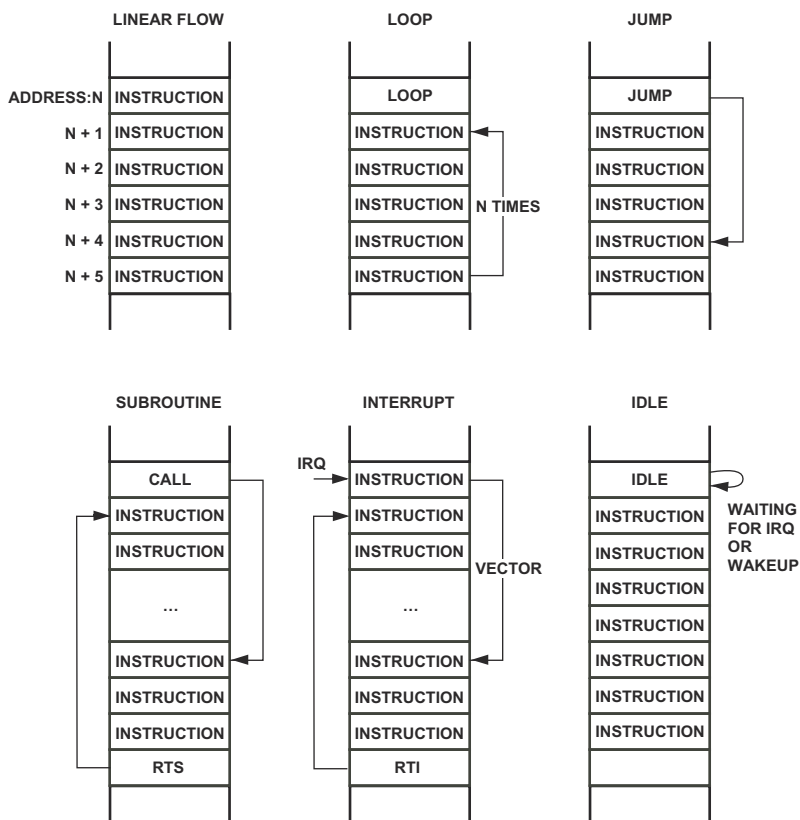 LINEAR FLOW
ADDRESS:N INSTRUCTION
N + 1 INSTRUCTION
N + 2 INSTRUCTION
N + 3 INSTRUCTION
N + 4 INSTRUCTION
N + 5 INSTRUCTION
LOOP
LOOP
INSTRUCTION
INSTRUCTION
INSTRUCTION
INSTRUCTION
INSTRUCTION
N TIMES
JUMP
JUMP
INSTRUCTION
INSTRUCTION
INSTRUCTION
INSTRUCTION
INSTRUCTION
SUBROUTINE
CALL
INSTRUCTION
INSTRUCTION
...
INSTRUCTION
INSTRUCTION
INSTRUCTION
RTS
INTERRUPT
IRQ
INSTRUCTION
INSTRUCTION
INSTRUCTION
VECTOR
...
INSTRUCTION
INSTRUCTION
INSTRUCTION
RTI
IDLE
IDLE
INSTRUCTION
INSTRUCTION
INSTRUCTION
INSTRUCTION
INSTRUCTION
INSTRUCTION
INSTRUCTION
WAITING
FOR IRQ
OR
WAKEUP